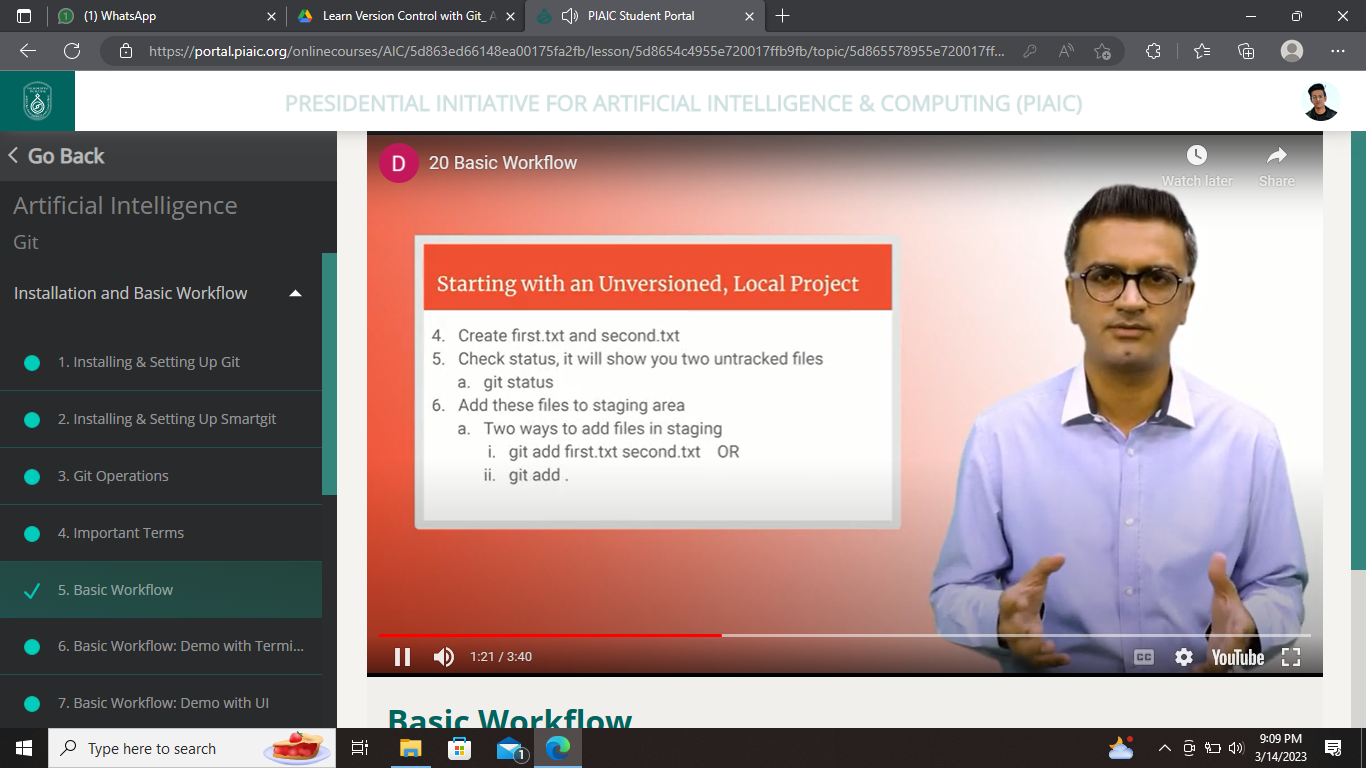 (1) WhatsApp
Learn Version Control with Git_ A
PIAIC Student Portal
https://portal.piaic.org/onlinecourses/AIC/5d863ed66148ea00175fa2fb/lesson/5d8654c4955e720017ffb9fb/topic/5d865578955e720017ff...
PRESIDENTIAL INITIATIVE FOR ARTIFICIAL INTELLIGENCE & COMPUTING (PIAIC)
Go Back
Artificial Intelligence
Git
Installation and Basic Workflow
1. Installing & Setting Up Git
2. Installing & Setting Up Smartgit
3. Git Operations
4. Important Terms
5. Basic Workflow
6. Basic Workflow: Demo with Termi...
7. Basic Workflow: Demo with UI
D
20 Basic Workflow
Watch later
Share
Starting with an Unversioned, Local Project
4. Create first.txt and second.txt
5. Check status, it will show you two untracked files
a. git status
6. Add these files to staging area
a. Two ways to add files in staging
i. git add first.txt second.txt OR
ii. git add .
1:21 / 3:40
CC
YouTube
Basic Workflow
Type here to search
1
9:09 PM
3/14/2023